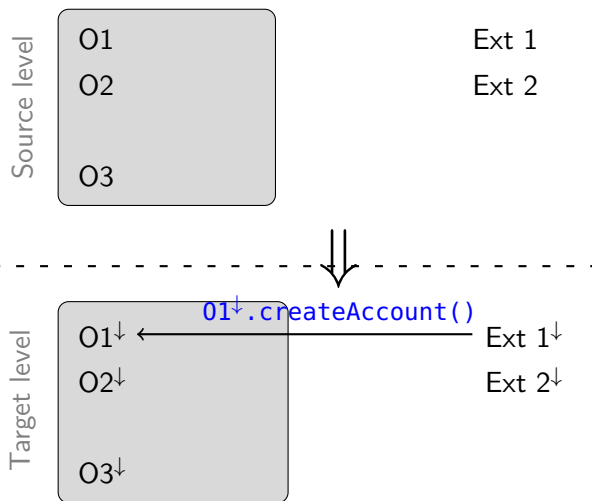 Source level
O1
Ext 1
O2
Ext 2
O3
O1↓.createAccount()
Target level
O1↓
Ext 1↓
O2↓
Ext 2↓
O3↓